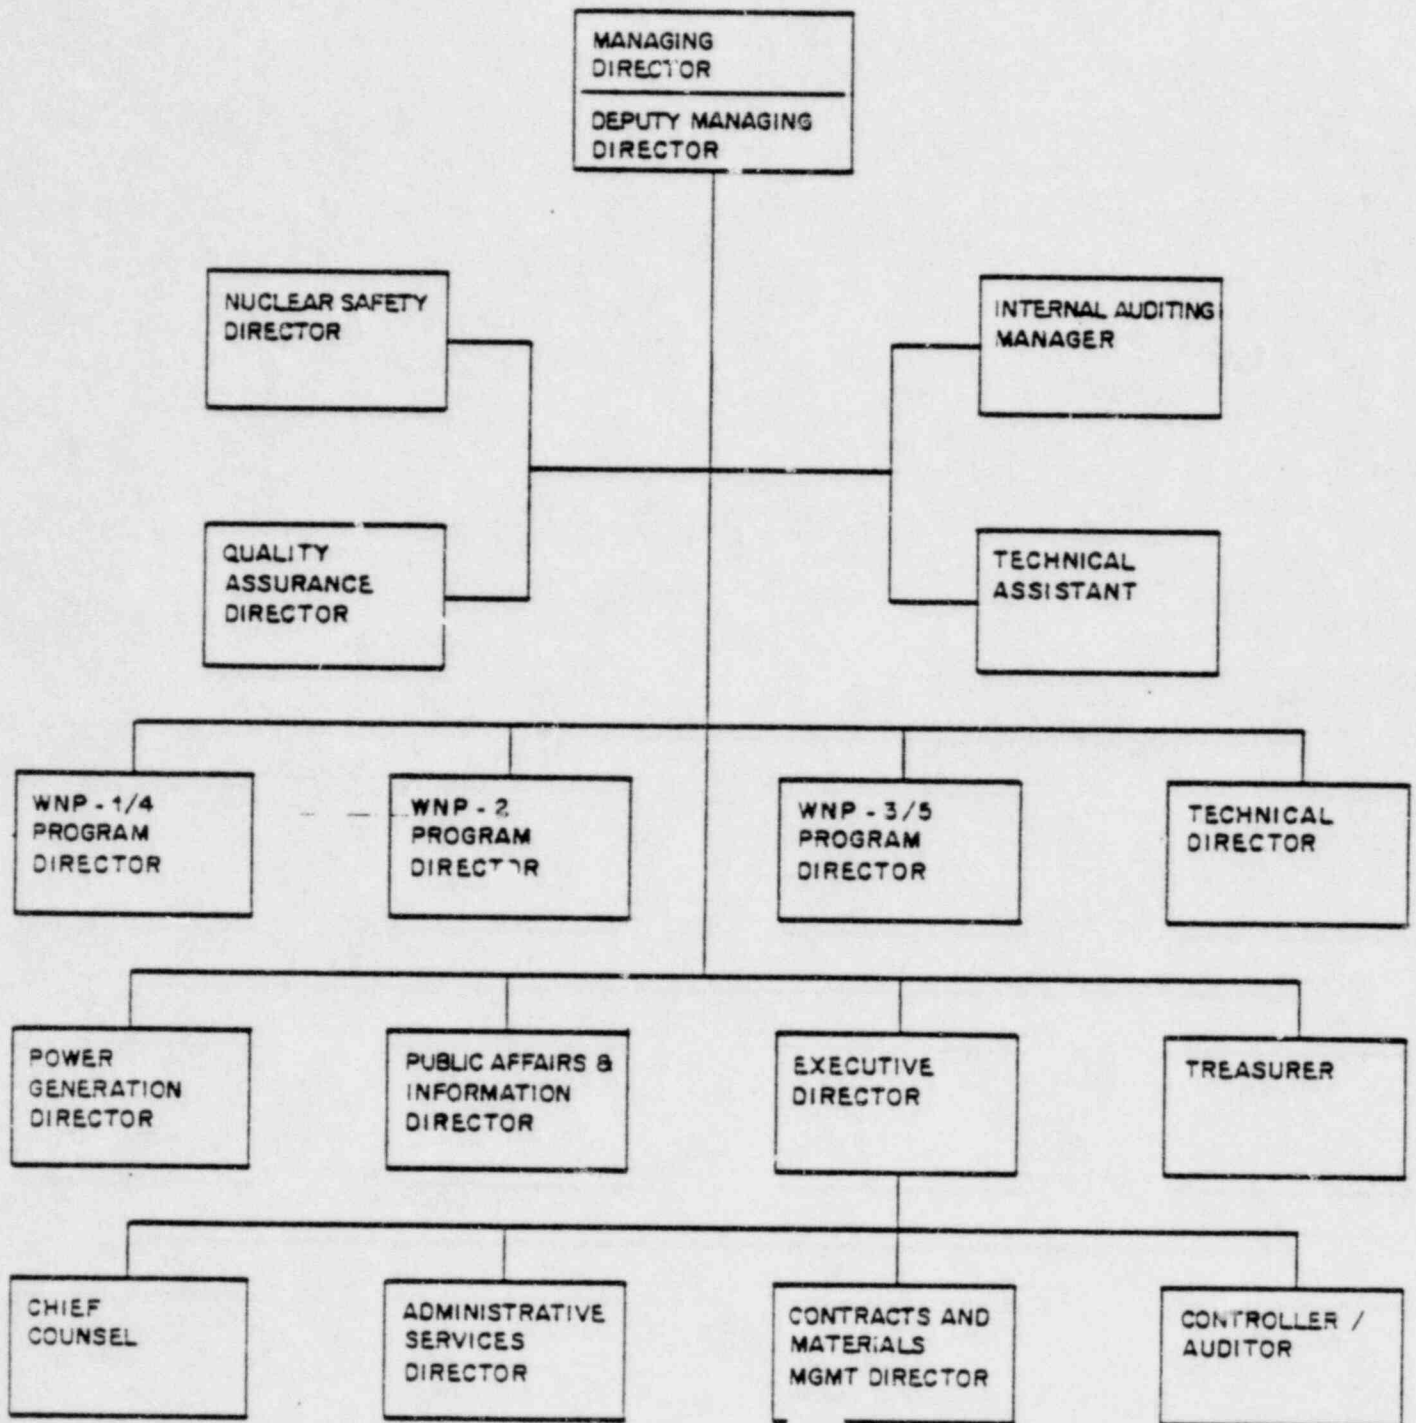 MANAGING
DIRECTOR
DEPUTY MANAGING
DIRECTOR
NUCLEAR SAFETY
DIRECTOR
INTERNAL AUDITING
MANAGER
QUALITY
ASSURANCE
DIRECTOR
TECHNICAL
ASSISTANT
WNP - 1/4
PROGRAM
DIRECTOR
WNP - 2
PROGRAM
DIRECTOR
WNP - 3/5
PROGRAM
DIRECTOR
TECHNICAL
DIRECTOR
POWER
GENERATION
DIRECTOR
PUBLIC AFFAIRS &
INFORMATION
DIRECTOR
EXECUTIVE
DIRECTOR
TREASURER
CHIEF
COUNSEL
ADMINISTRATIVE
SERVICES
DIRECTOR
CONTRACTS AND
MATERIALS
MGMT DIRECTOR
CONTROLLER /
AUDITOR